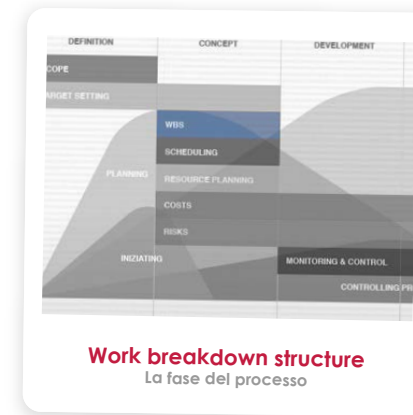 DEFINITION CONCEPT DEVELOPMENT
COPE
ARGET SETTING
WBS
SCHEDULING
PLANNING RESOURCE PLANNING
COSTS
RISKS
INIZIATING MONITORING & CONTROL
CONTROLLING PR
Work breakdown structure
La fase del processo